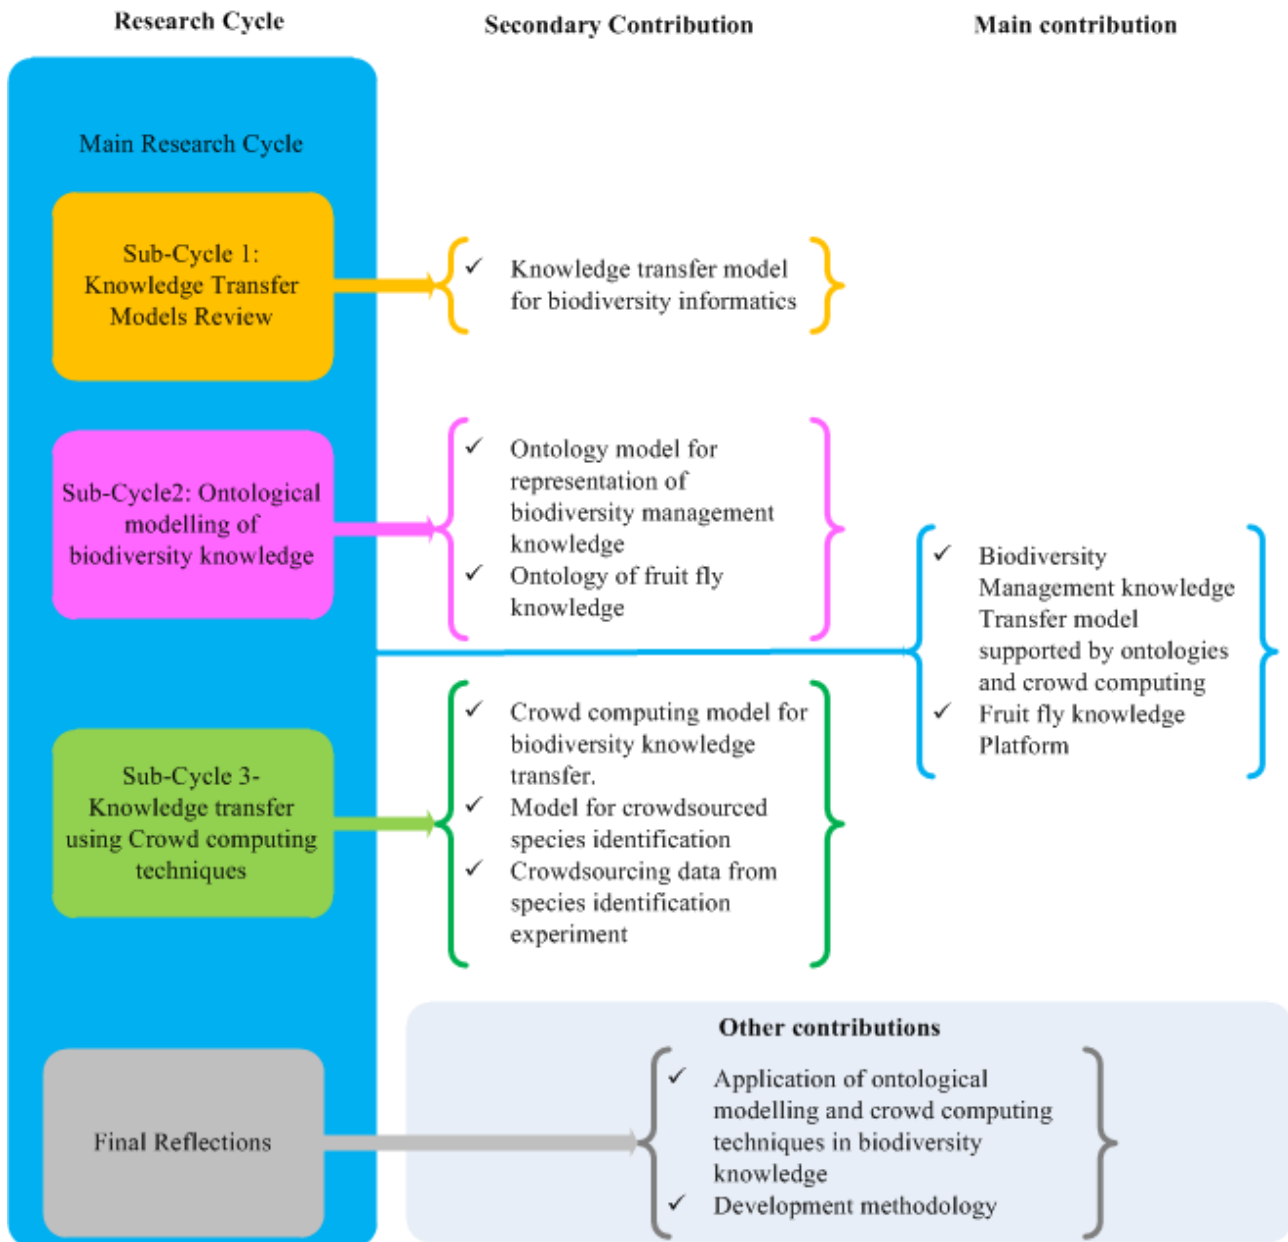 Research Cycle
Secondary Contribution
Main contribution
Main Research Cycle
Sub-Cycle 1:
Knowledge Transfer
Models Review
Knowledge transfer model
for biodiversity informatics
Sub-Cycle2: Ontological
modelling of
biodiversity knowledge
Ontology model for
representation of
biodiversity management
knowledge
Ontology of fruit fly
knowledge
Biodiversity
Management knowledge
Transfer model
supported by ontologies
and crowd computing
Fruit fly knowledge
Platform
Sub-Cycle 3-
Knowledge transfer
using Crowd computing
techniques
Crowd computing model for
biodiversity knowledge
transfer.
Model for crowdsourced
species identification
Crowdsourcing data from
species identification
experiment
Final Reflections
Other contributions
Application of ontological
modelling and crowd computing
techniques in biodiversity
knowledge
Development methodology